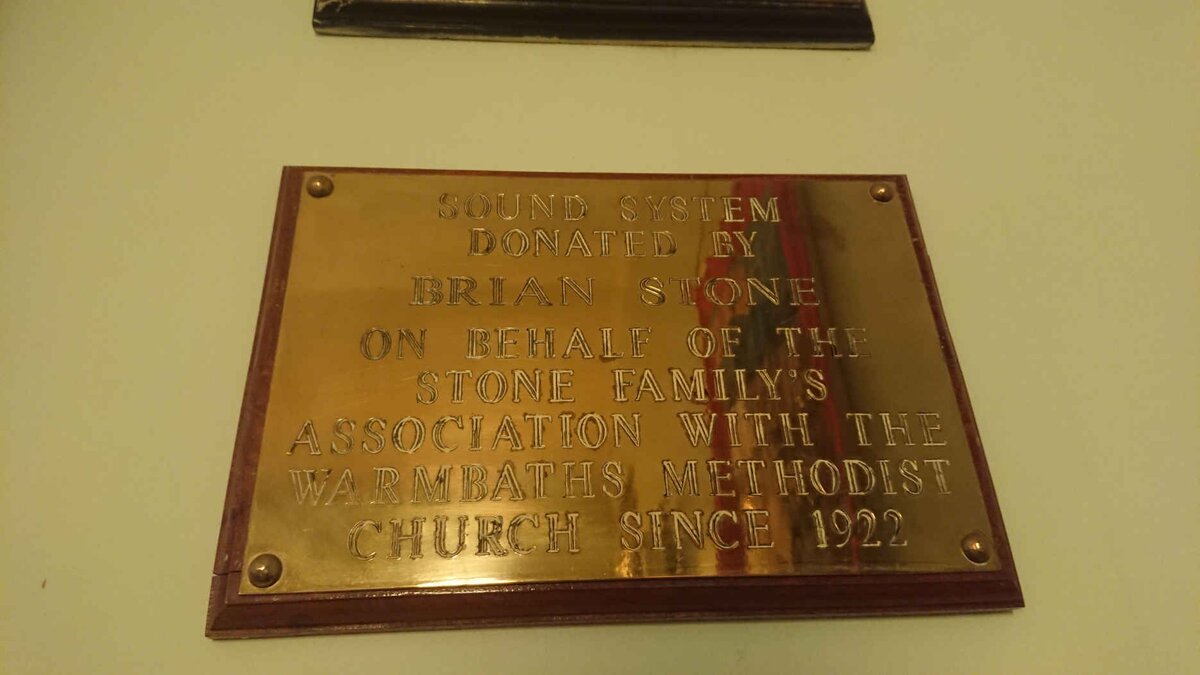 SOUND SYSTEM
DONATED BY
BRIAN STONE
ON BEHALF OF THE
STONE FAMILY'S
ASSOCIATION WITH THE
WARMBATHS METHODIST
CHURCH SINCE 1922